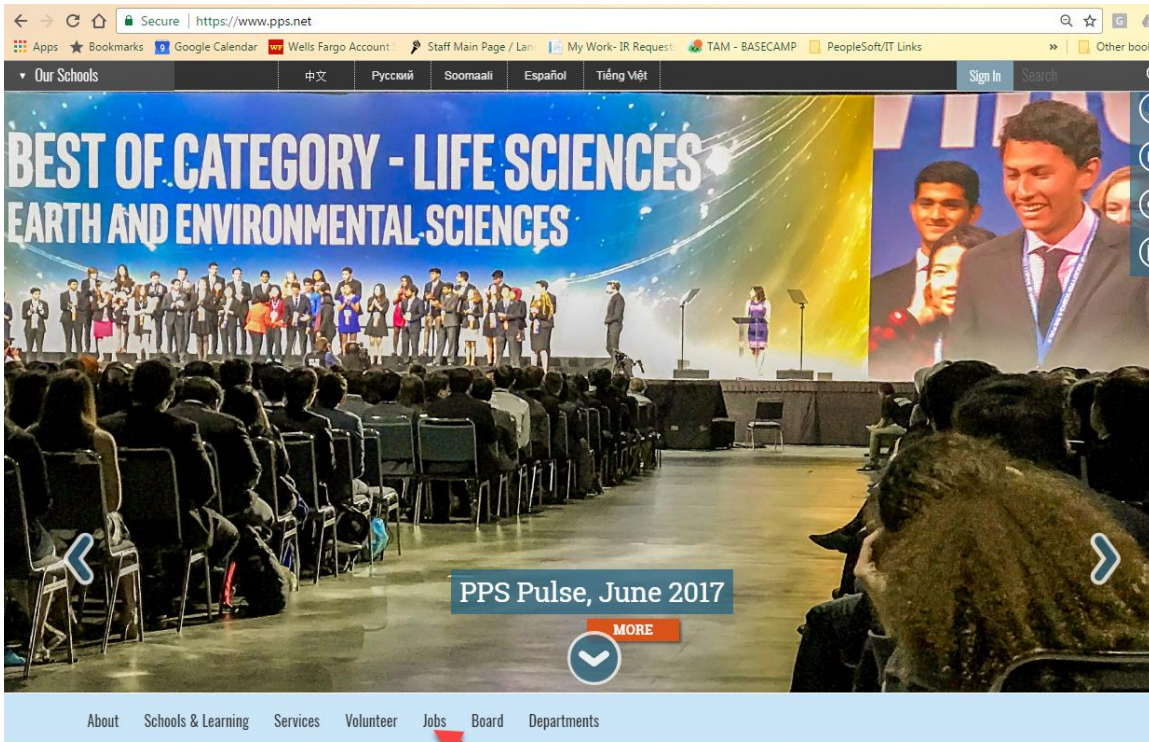 Secure | https://www.pps.net
Apps Bookmarks 9 Google Calendar WF Wells Fargo Account Staff Main Page / Lan My Work- IR Request TAM - BASECAMP PeopleSoft/IT Links » Other
Our Schools 中文 Русский Soomaali Español Tiếng Việt Sign In Search
BEST OF CATEGORY - LIFE SCIENCES
EARTH AND ENVIRONMENTAL SCIENCES
PPS Pulse, June 2017
MORE
About Schools & Learning Services Volunteer Jobs Board Departments